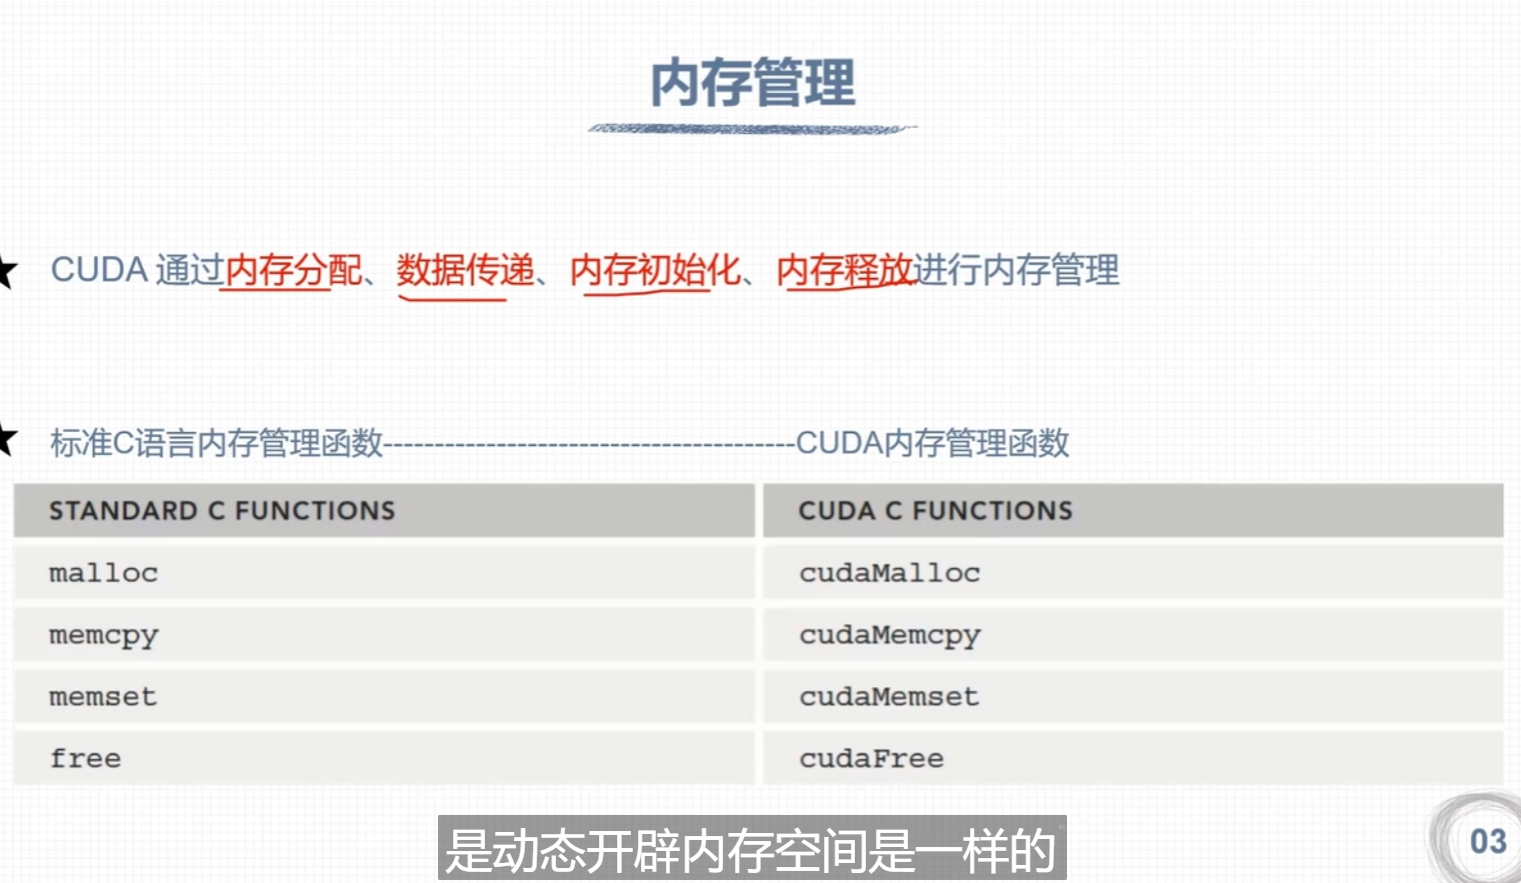 内存管理
CUDA 通过内存分配、数据传递、内存初始化、内存释放进行内存管理
标准C语言内存管理函数----------------------------------------CUDA内存管理函数
STANDARD C FUNCTIONS CUDA C FUNCTIONS
malloc cudaMalloc
memcpy cudaMemcpy
memset cudaMemset
free cudaFree
是动态开辟内存空间是一样的
03